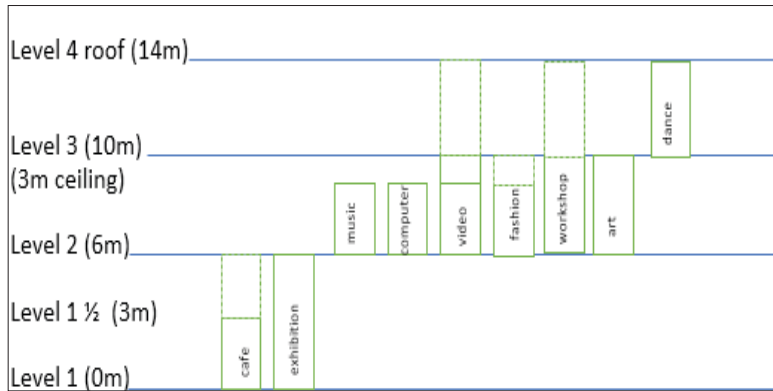 Level 4 roof (14m)
dance
Level 3 (10m)
(3m ceiling)
music
computer
video
fashion
workshop
art
Level 2 (6m)
Level 1 ½ (3m)
cafe
exhibition
Level 1 (0m)